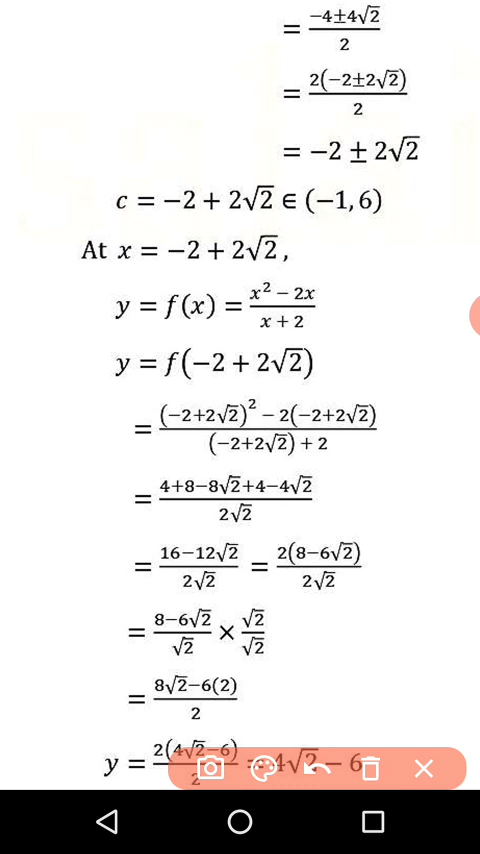 = (−4±4√2)/2
= 2(−2±2√2)/2
= −2 ± 2√2
c = −2 + 2√2 ∈ (−1, 6)
At x = −2 + 2√2 ,
y = f(x) = (x² − 2x)/(x + 2)
y = f(−2 + 2√2)
= ((−2+2√2)² − 2(−2+2√2))/((−2+2√2) + 2)
= (4+8−8√2+4−4√2)/(2√2)
= (16−12√2)/(2√2) = 2(8−6√2)/(2√2)
= (8−6√2)/√2 × √2/√2
= (8√2−6(2))/2
y = 2(4√2−6)/2 = 4√2 − 6